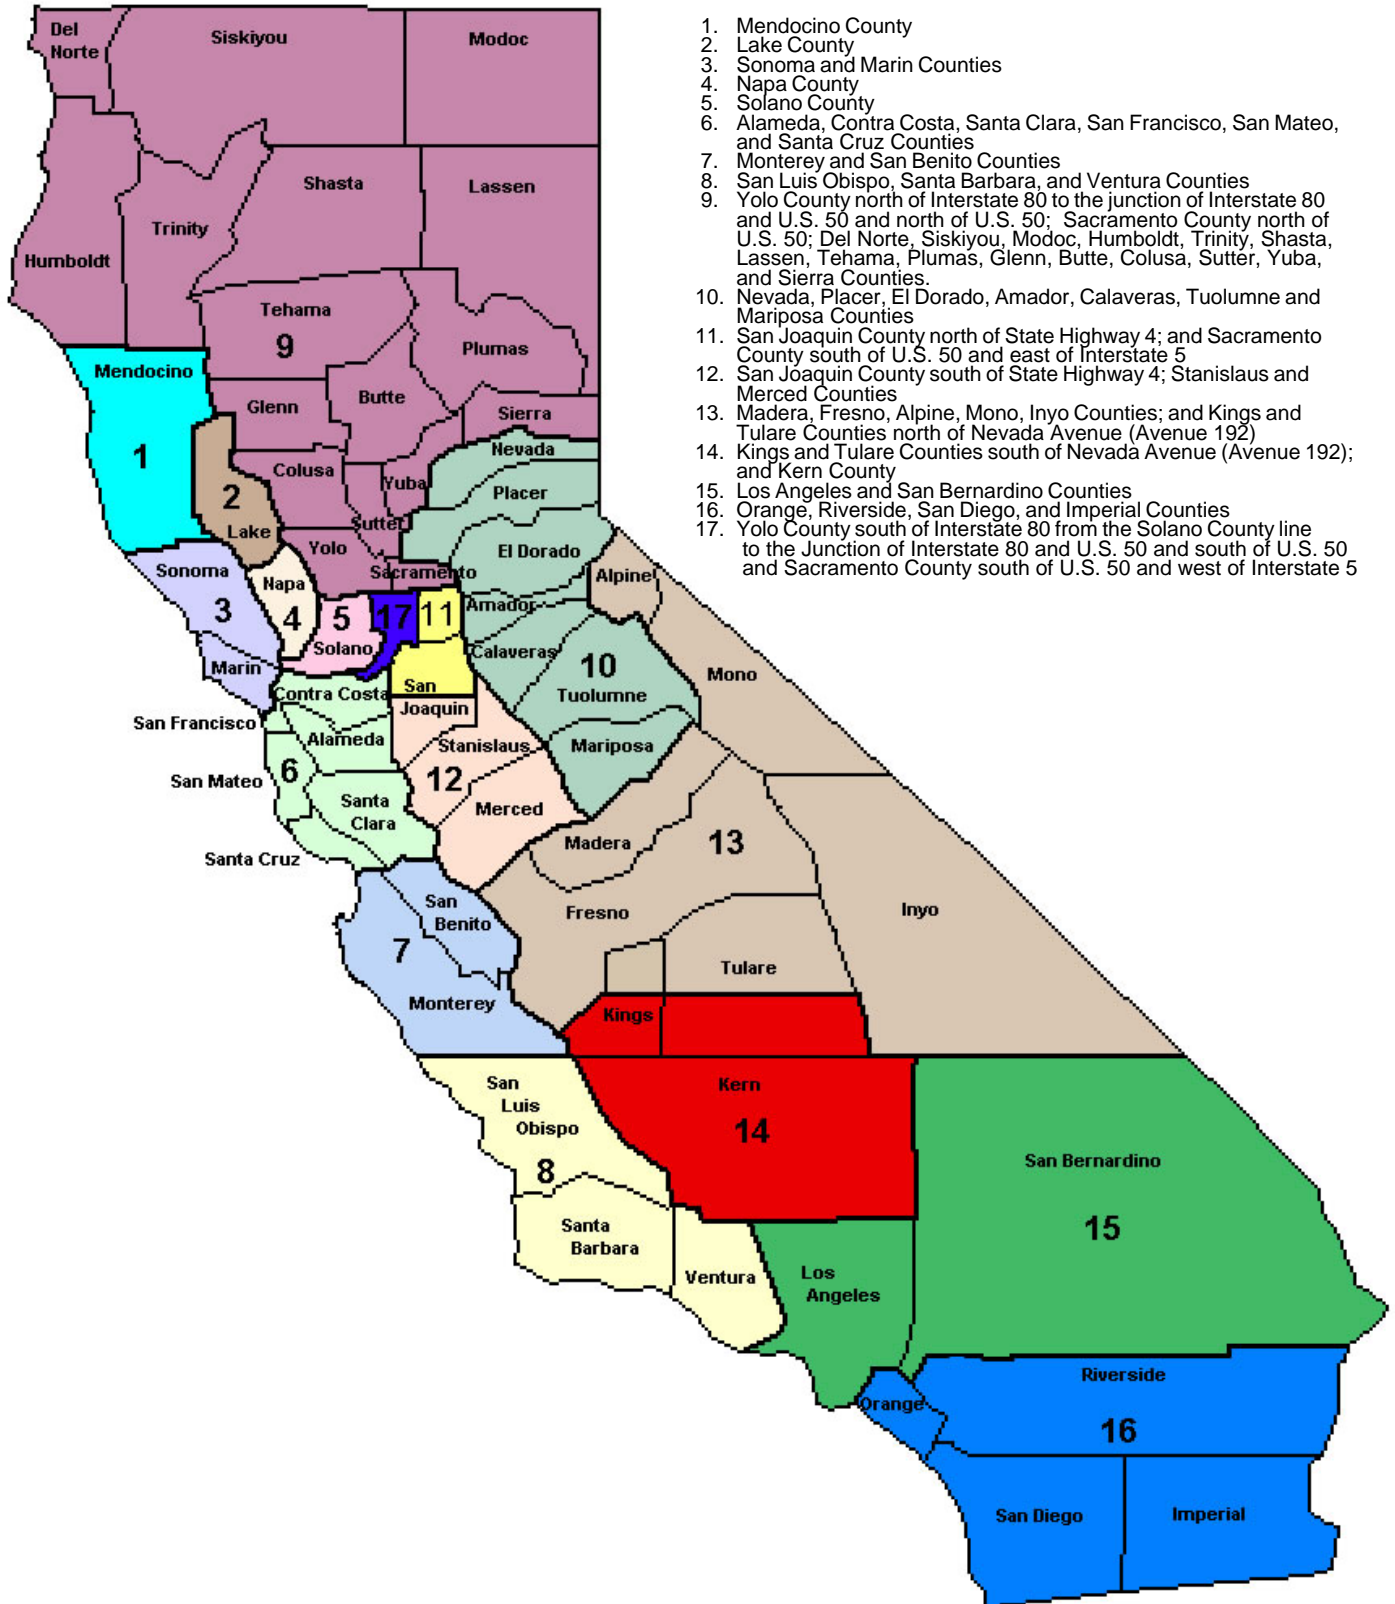 1. Mendocino County
2. Lake County
3. Sonoma and Marin Counties
4. Napa County
5. Solano County
6. Alameda, Contra Costa, Santa Clara, San Francisco, San Mateo,
and Santa Cruz Counties
7. Monterey and San Benito Counties
8. San Luis Obispo, Santa Barbara, and Ventura Counties
9. Yolo County north of Interstate 80 to the junction of Interstate 80
and U.S. 50 and north of U.S. 50; Sacramento County north of
U.S. 50; Del Norte, Siskiyou, Modoc, Humboldt, Trinity, Shasta,
Lassen, Tehama, Plumas, Glenn, Butte, Colusa, Sutter, Yuba,
and Sierra Counties.
10. Nevada, Placer, El Dorado, Amador, Calaveras, Tuolumne and
Mariposa Counties
11. San Joaquin County north of State Highway 4; and Sacramento
County south of U.S. 50 and east of Interstate 5
12. San Joaquin County south of State Highway 4; Stanislaus and
Merced Counties
13. Madera, Fresno, Alpine, Mono, Inyo Counties; and Kings and
Tulare Counties north of Nevada Avenue (Avenue 192)
14. Kings and Tulare Counties south of Nevada Avenue (Avenue 192);
and Kern County
15. Los Angeles and San Bernardino Counties
16. Orange, Riverside, San Diego, and Imperial Counties
17. Yolo County south of Interstate 80 from the Solano County line
to the Junction of Interstate 80 and U.S. 50 and south of U.S. 50
and Sacramento County south of U.S. 50 and west of Interstate 5
Del
Norte
Siskiyou
Modoc
Shasta
Lassen
Trinity
Humboldt
Tehama
9
Plumas
Mendocino
Butte
Glenn
Sierra
1
Nevada
Colusa
Yuba
Placer
2
Sutter
Lake
Yolo
El Dorado
Sonoma
Sacramento
Alpine
Napa
3
4
5
17
11
Amador
Solano
Calaveras
10
Marin
Mono
San
Contra Costa
Tuolumne
Joaquin
San Francisco
Alameda
Stanislaus
Mariposa
6
12
San Mateo
Santa
Clara
Merced
Madera
13
Santa Cruz
San
Benito
Fresno
Inyo
7
Tulare
Monterey
Kings
San
Luis
Obispo
Kern
14
8
San Bernardino
15
Santa
Barbara
Ventura
Los
Angeles
Riverside
Orange
16
San Diego
Imperial